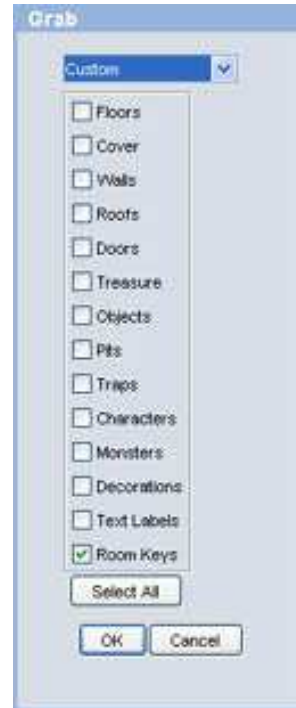 Grab
Custom
Floors
Cover
Walls
Roofs
Doors
Treasure
Objects
Pits
Traps
Characters
Monsters
Decorations
Text Labels
Room Keys
Select All
OK Cancel